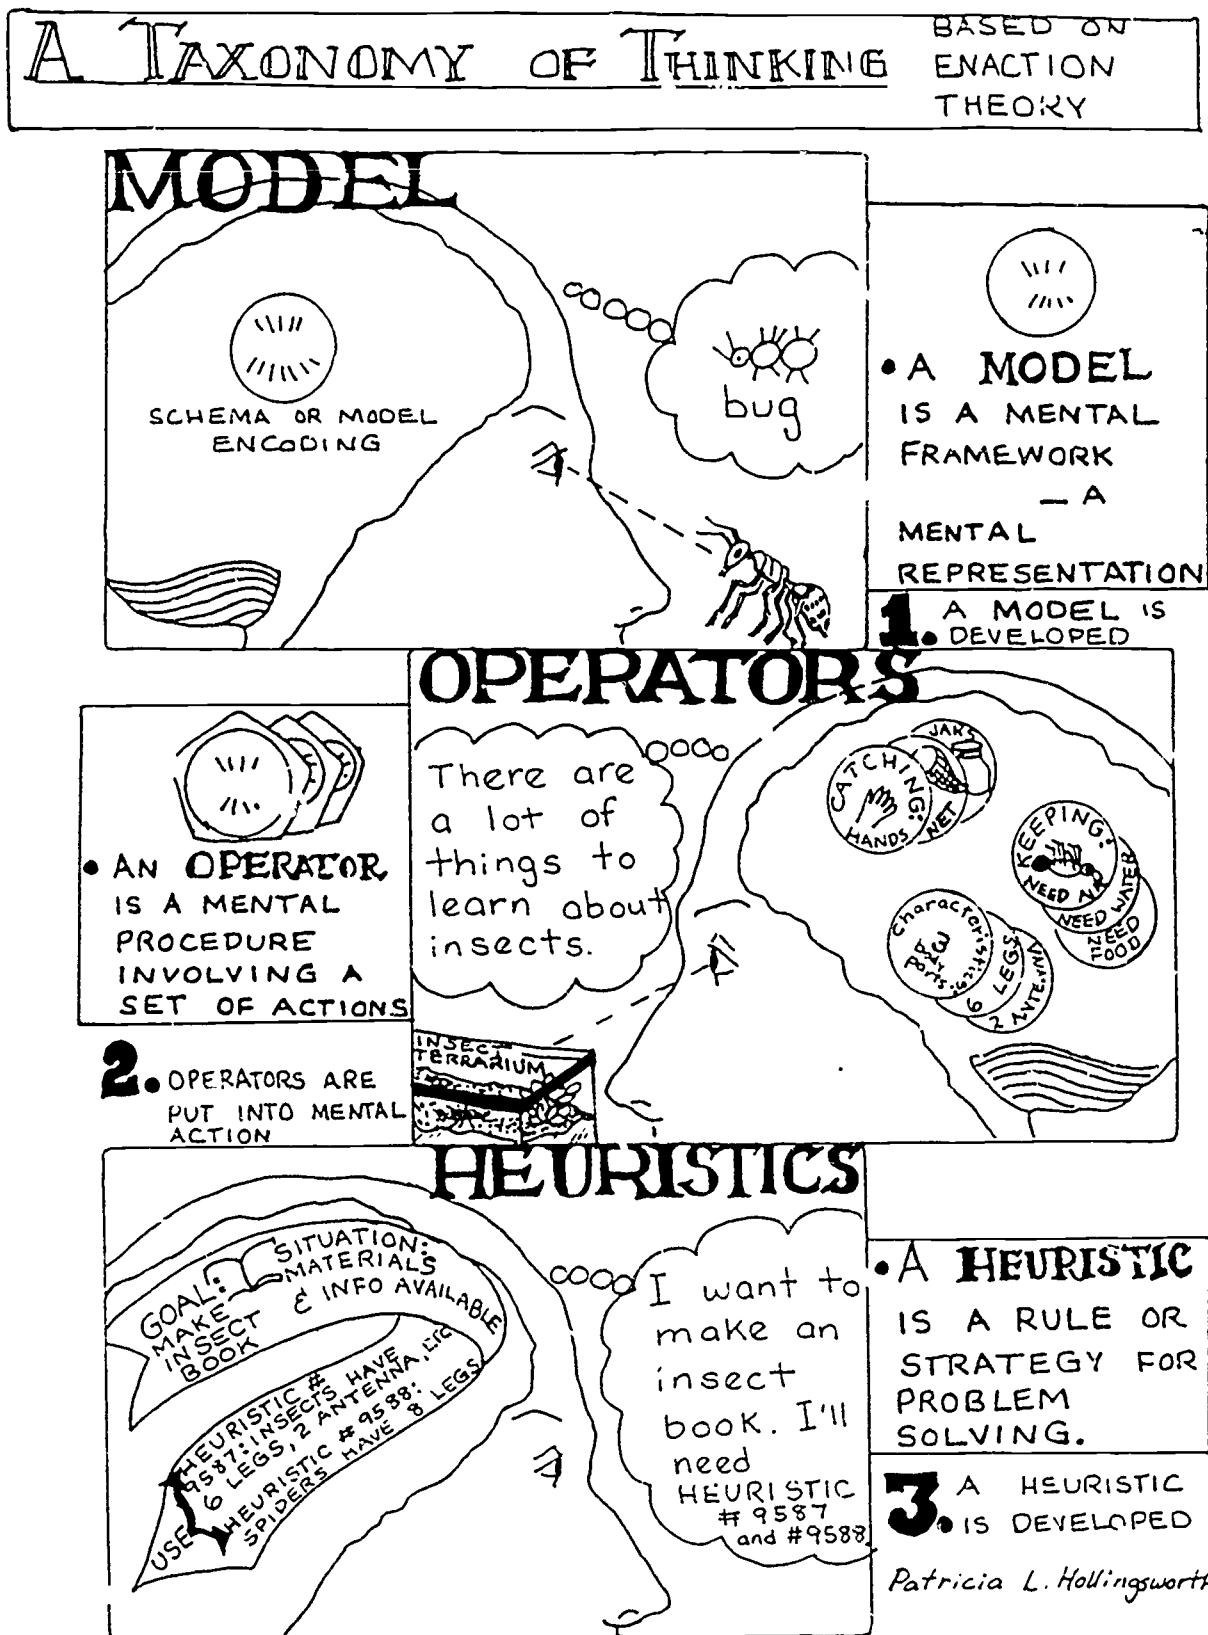 A TAXONOMY OF THINKING
BASED ON
ENACTION
THEORY
MODEL
SCHEMA OR MODEL
ENCODING
bug
• A MODEL
IS A MENTAL
FRAMEWORK
— A
MENTAL
REPRESENTATION
1. A MODEL IS
DEVELOPED
OPERATORS
• AN OPERATOR
IS A MENTAL
PROCEDURE
INVOLVING A
SET OF ACTIONS
2. OPERATORS ARE
PUT INTO MENTAL
ACTION
There are
a lot of
things to
learn about
insects.
INSECT
TERRARIUM
CATCHING:
HANDS
NET
JARS
KEEPING:
NEED AIR
NEED WATER
NEED
FOOD
Characteristics:
3
Body
Parts
6 LEGS
2 ANTENNA
HEURISTICS
GOAL:
MAKE
INSECT
BOOK
SITUATION:
MATERIALS
& INFO AVAILABLE
USE
HEURISTIC #
9587: INSECTS HAVE
6 LEGS, 2 ANTENNA, ETC
HEURISTIC #9588:
SPIDERS HAVE 8 LEGS
I want to
make an
insect
book. I'll
need
HEURISTIC
# 9587
and #9588
• A HEURISTIC
IS A RULE OR
STRATEGY FOR
PROBLEM
SOLVING.
3. A HEURISTIC
IS DEVELOPED
Patricia L. Hollingsworth